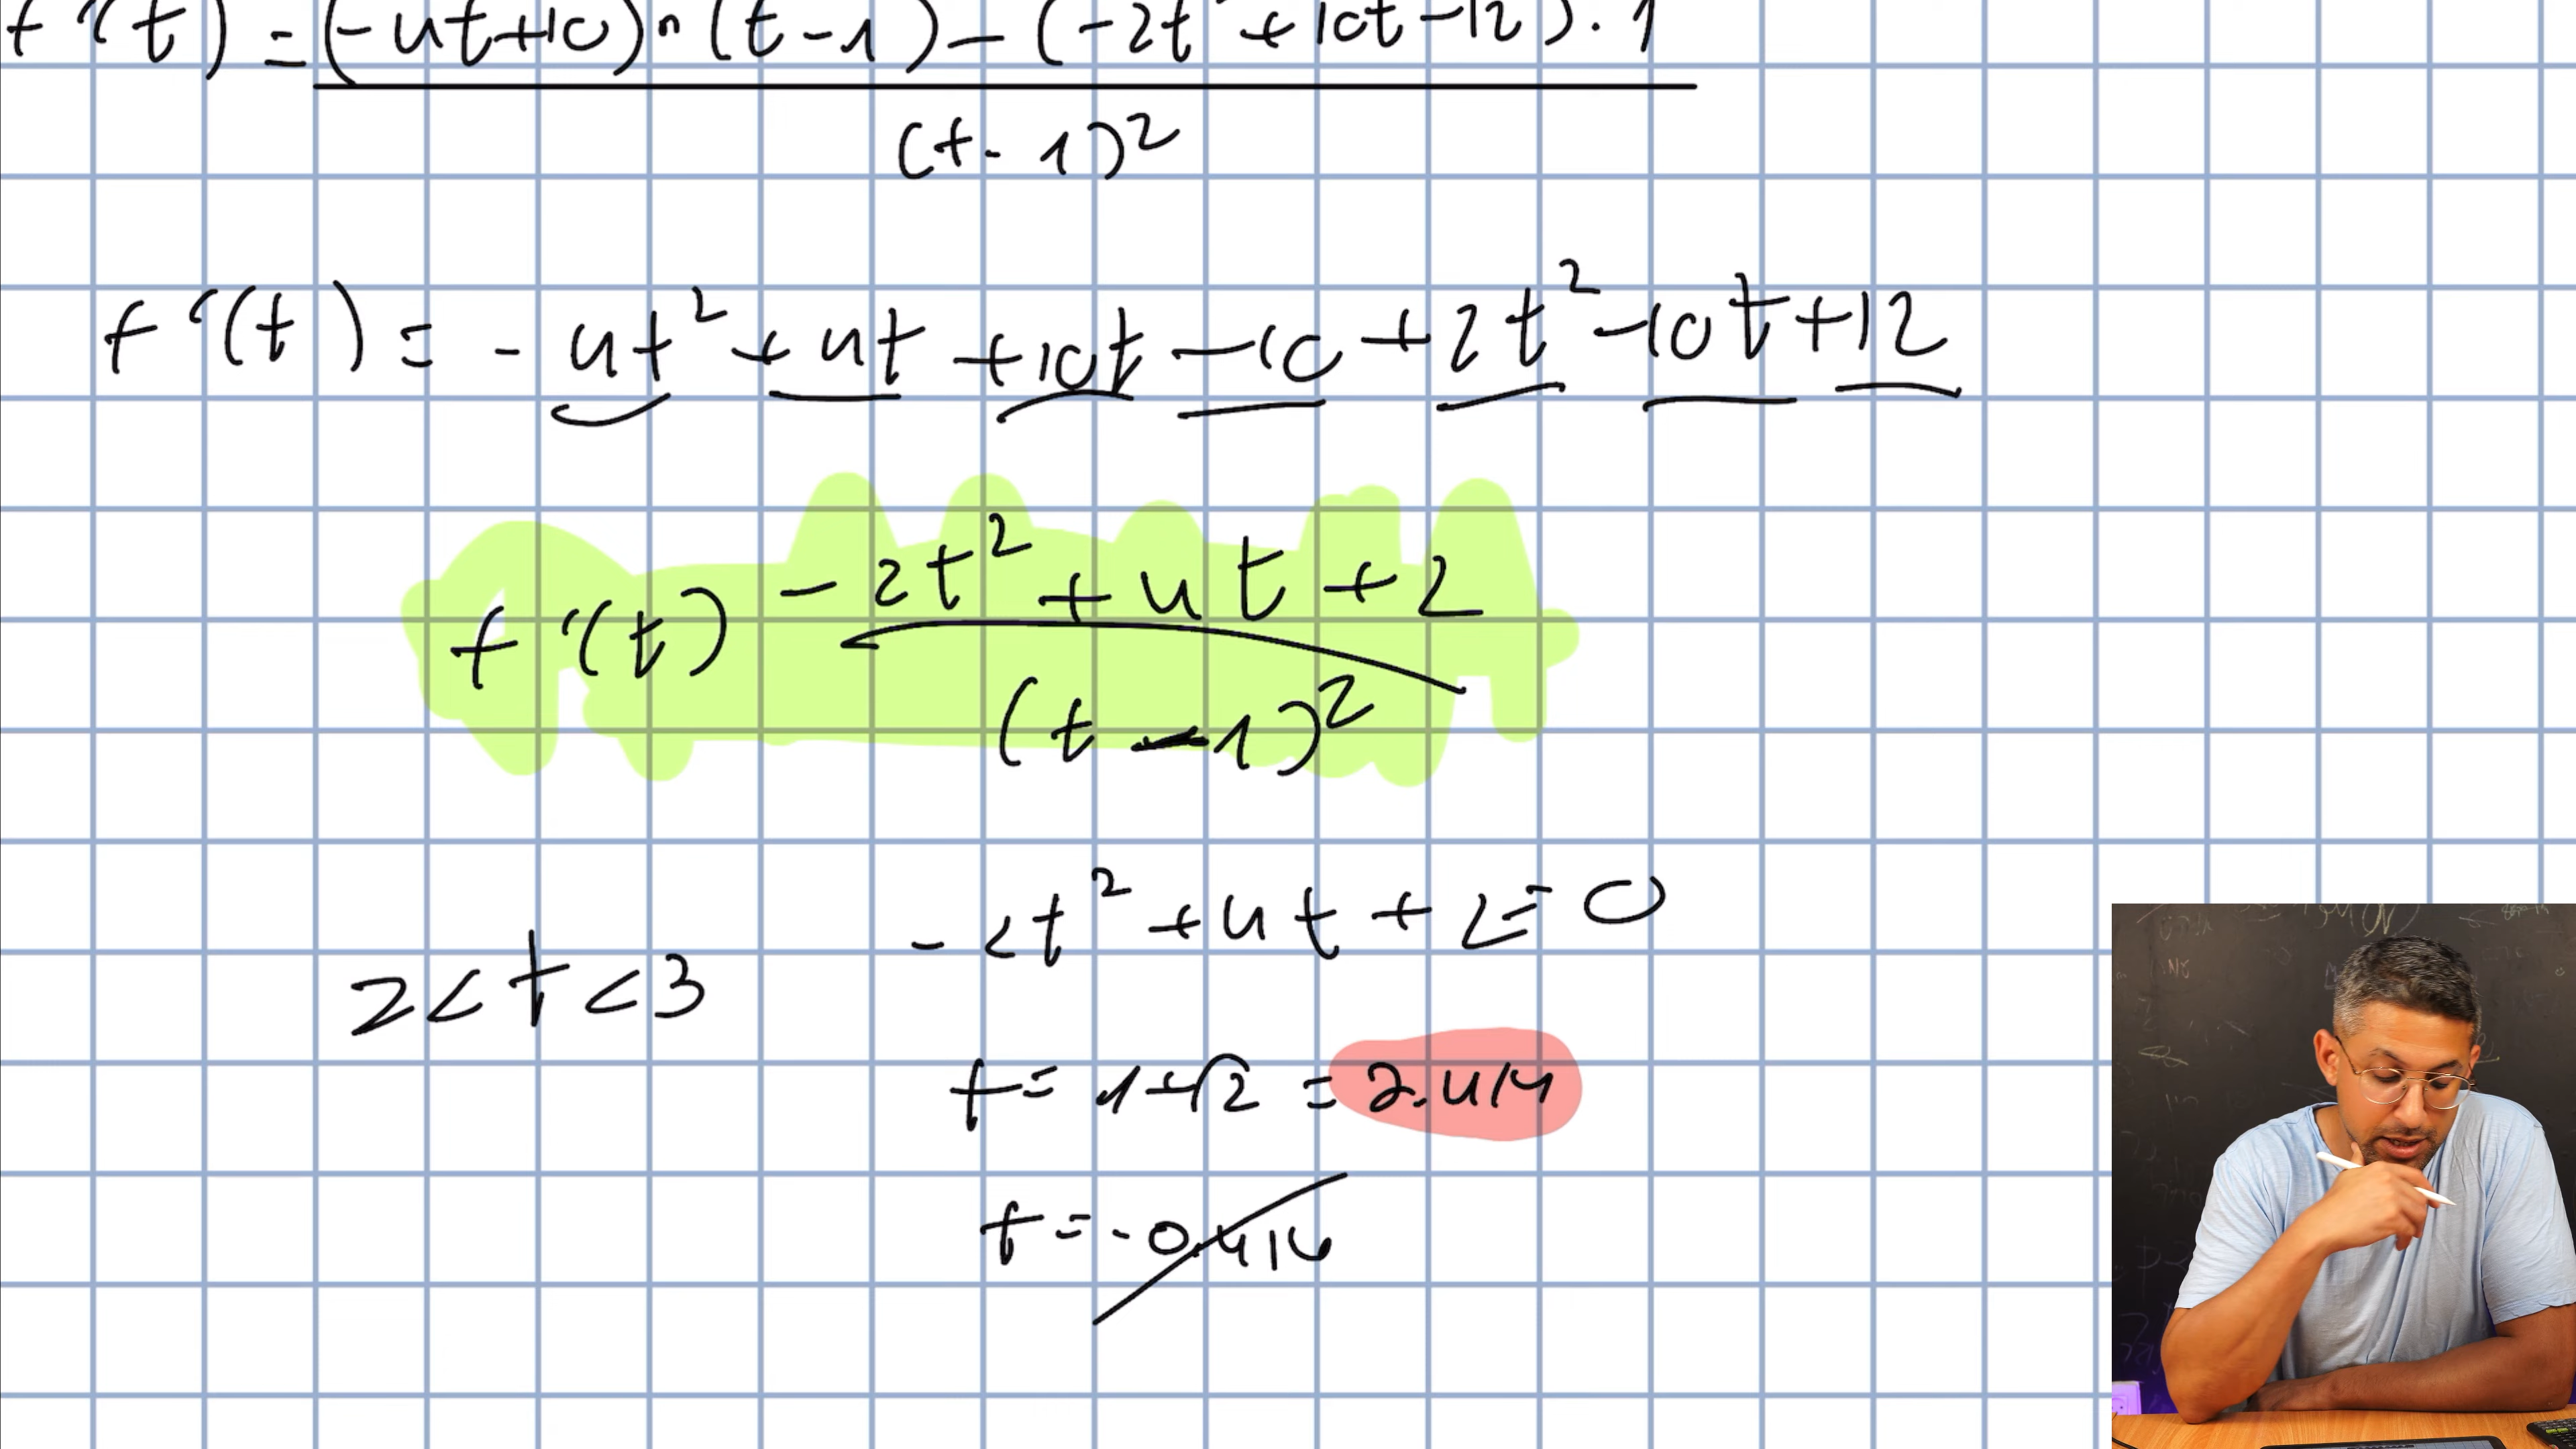 f'(t) = (-4t+10)·(t-1) - (-2t²+10t-12)·1
(t-1)²
f'(t) = -4t² + 4t + 10t - 10 + 2t² - 10t + 12
f'(t) -2t² + 4t + 2
(t-1)²
-2t² + 4t + 2 = 0
2 < t < 3
t = 1+√2 = 2.414
t = -0.414